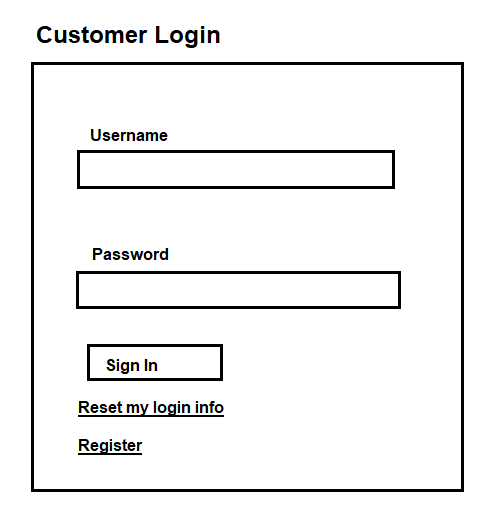 Customer Login
Username
Password
Sign In
Reset my login info
Register